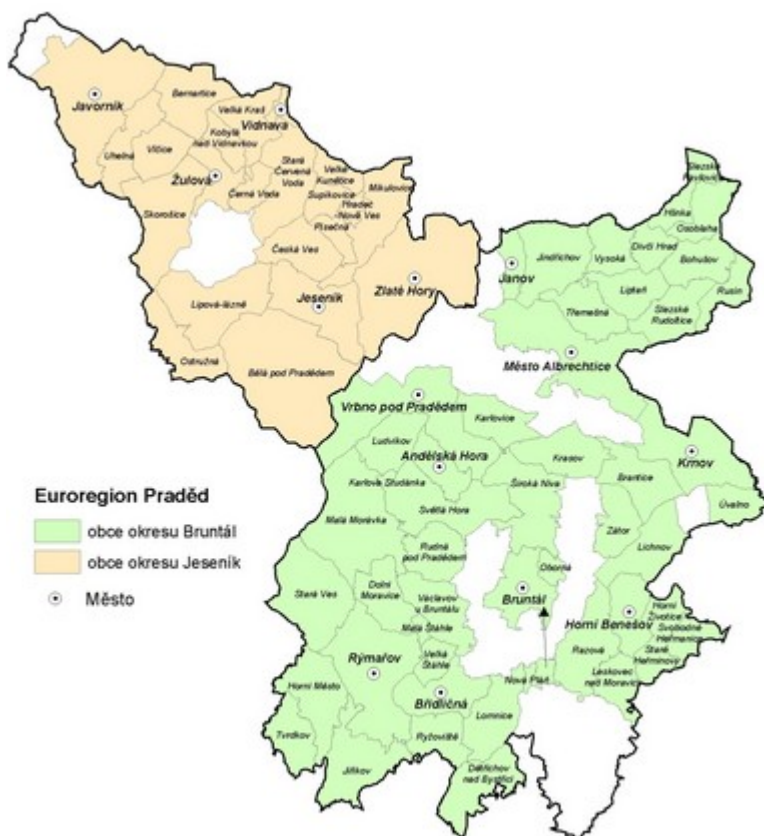 Javorník
Bernartice
Velká Kraš
Vidnava
Uhelná
Vlčice
Kobylá
nad Vidnavkou
Stará
Červená
Voda
Velké
Kunětice
Mikulovice
Žulová
Černá Voda
Supíkovice
Hradec
Nová Ves
Písečná
Skorošice
Česká Ves
Lipová-lázně
Jeseník
Zlaté Hory
Ostružná
Bělá pod Pradědem
Slezské
Pavlovice
Hlinka
Osoblaha
Janov
Jindřichov
Vysoká
Dívčí Hrad
Bohušov
Liptaň
Rusín
Třemešná
Slezské
Rudoltice
Město Albrechtice
Vrbno pod Pradědem
Karlovice
Ludvíkov
Andělská Hora
Krasov
Krnov
Karlova Studánka
Široká Niva
Brantice
Úvalno
Malá Morávka
Světlá Hora
Zátor
Lichnov
Rudná
pod Pradědem
Oborná
Stará Ves
Dolní
Moravice
Václavov
u Bruntálu
Bruntál
Horní Benešov
Horní
Životice
Svobodné
Heřmanice
Malá Štáhle
Staré
Heřminovy
Razová
Velká
Štáhle
Rýmařov
Leskovec
nad Moravicí
Nová Pláň
Horní Město
Břidličná
Lomnice
Tvrdkov
Ryžoviště
Jiříkov
Dětřichov
nad Bystřicí
Euroregion Praděd
obce okresu Bruntál
obce okresu Jeseník
Město